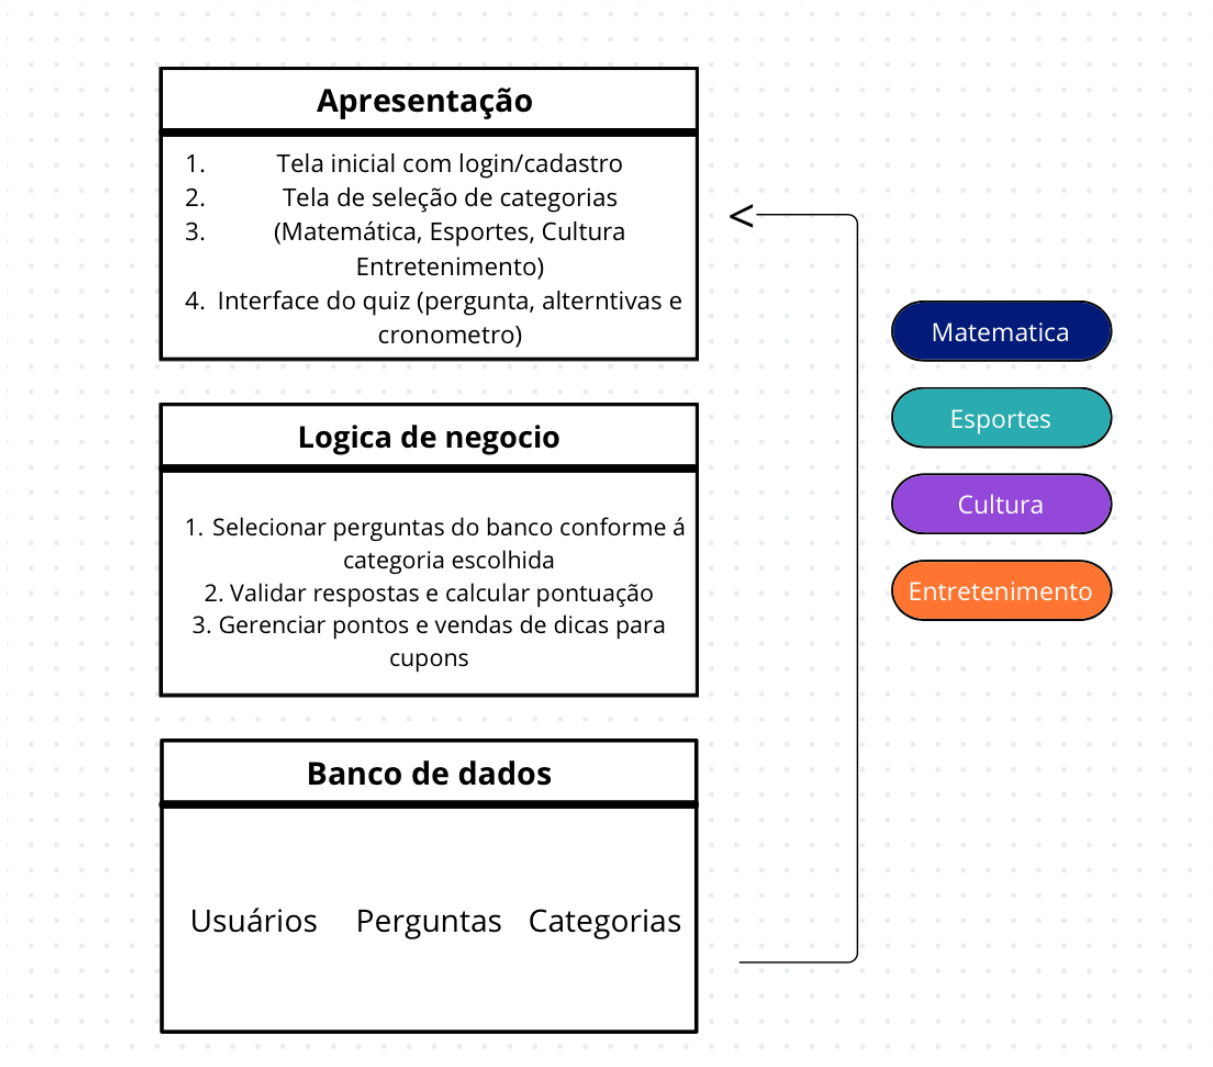 Apresentação
1. Tela inicial com login/cadastro
2. Tela de seleção de categorias
3. (Matemática, Esportes, Cultura
Entretenimento)
4. Interface do quiz (pergunta, alterntivas e
cronometro)
Logica de negocio
1. Selecionar perguntas do banco conforme á
categoria escolhida
2. Validar respostas e calcular pontuação
3. Gerenciar pontos e vendas de dicas para
cupons
Banco de dados
Usuários Perguntas Categorias
Matematica
Esportes
Cultura
Entretenimento